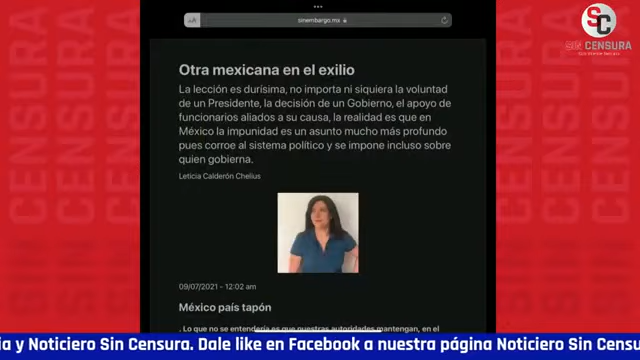 sinembargo.mx
SC
SIN CENSURA
CENSURA
SIN CENSURA
Otra mexicana en el exilio
La lección es durísima, no importa ni siquiera la voluntad
de un Presidente, la decisión de un Gobierno, el apoyo de
funcionarios aliados a su causa, la realidad es que en
México la impunidad es un asunto mucho más profundo
pues corroe al sistema político y se impone incluso sobre
quien gobierna.
Leticia Calderón Chelius
09/07/2021 - 12:02 am
México país tapón
. Lo que no se entendería es que nuestras autoridades mantengan, en el
ia y Noticiero Sin Censura. Dale like en Facebook a nuestra página Noticiero Sin Censu